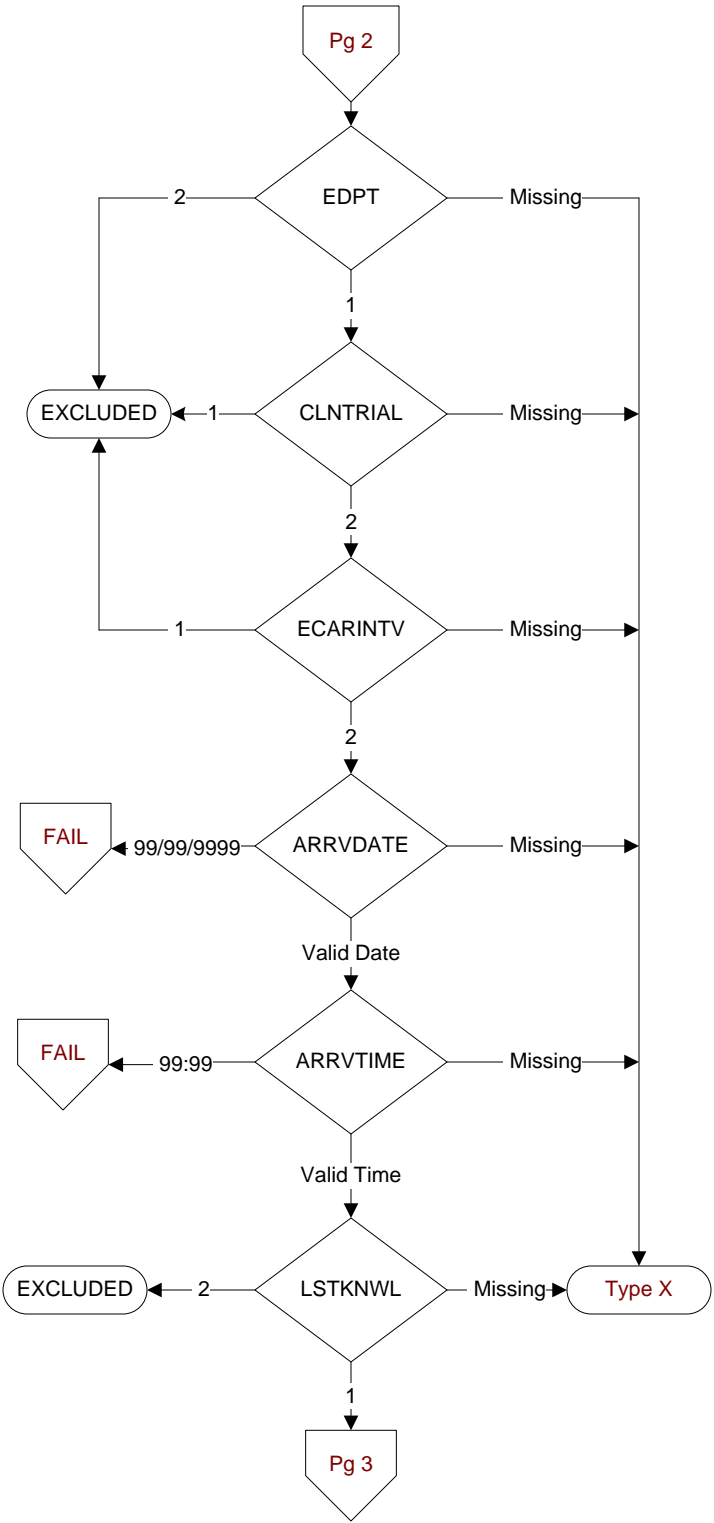 Pg 2
EDPT
2
Missing
1
EXCLUDED
1
CLNTRIAL
Missing
2
1
ECARINTV
Missing
2
FAIL
99/99/9999
ARRVDATE
Missing
Valid Date
FAIL
99:99
ARRVTIME
Missing
Valid Time
EXCLUDED
2
LSTKNWL
Missing
Type X
1
Pg 3